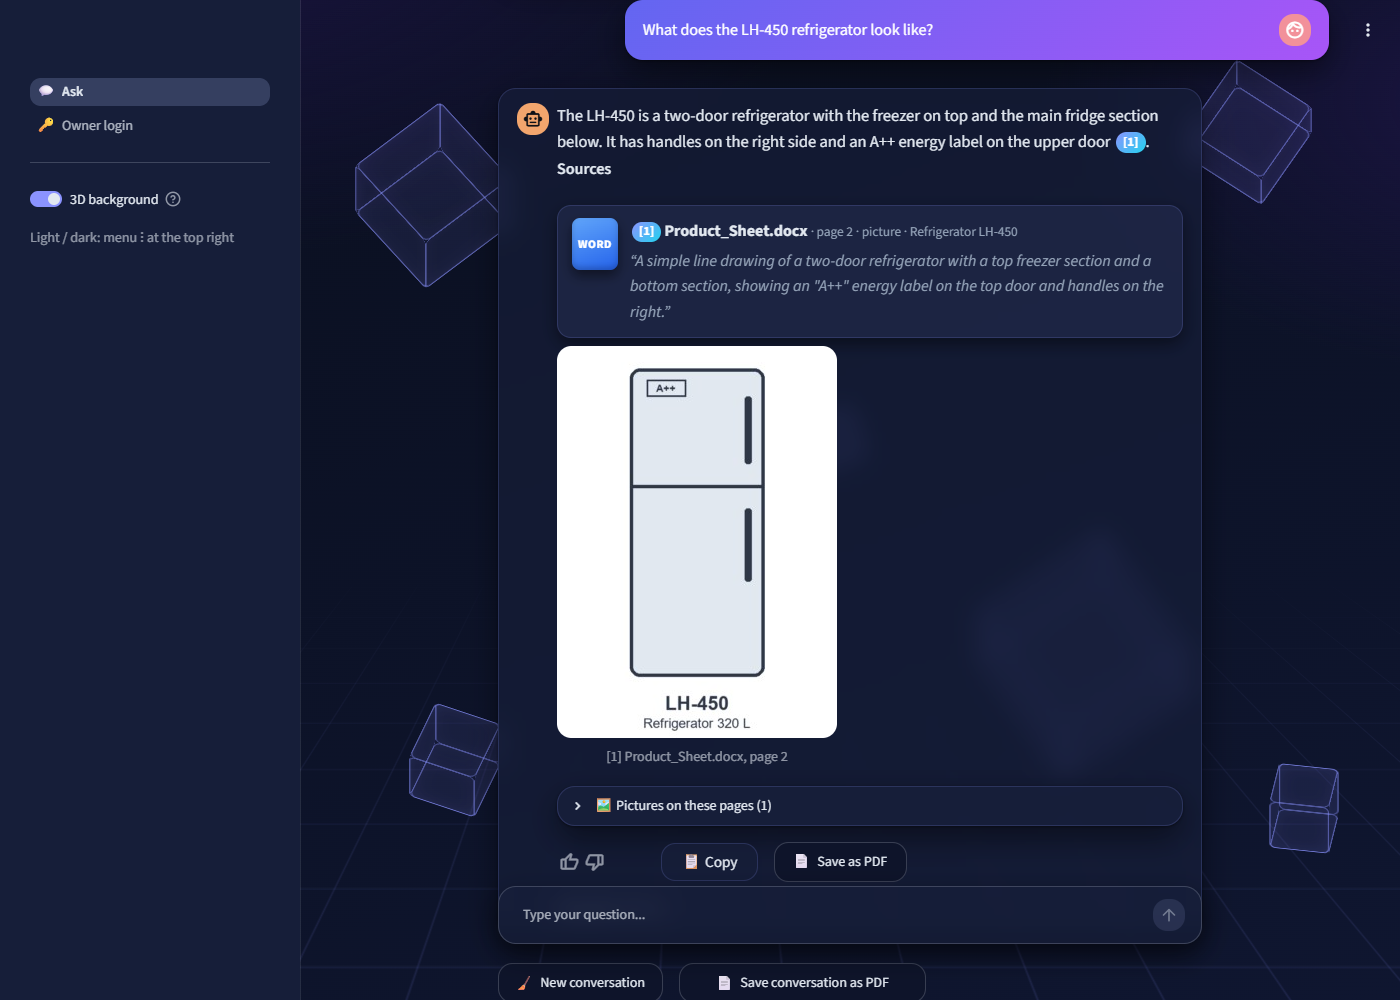 What does the LH-450 refrigerator look like?
Ask
Owner login
3D background
Light / dark: menu ⋮ at the top right
The LH-450 is a two-door refrigerator with the freezer on top and the main fridge section
below. It has handles on the right side and an A++ energy label on the upper door [1].
Sources
WORD
[1] Product_Sheet.docx · page 2 · picture · Refrigerator LH-450
“A simple line drawing of a two-door refrigerator with a top freezer section and a
bottom section, showing an "A++" energy label on the top door and handles on the
right.”
A++
LH-450
Refrigerator 320 L
[1] Product_Sheet.docx, page 2
Pictures on these pages (1)
Copy
Save as PDF
Type your question...
New conversation
Save conversation as PDF